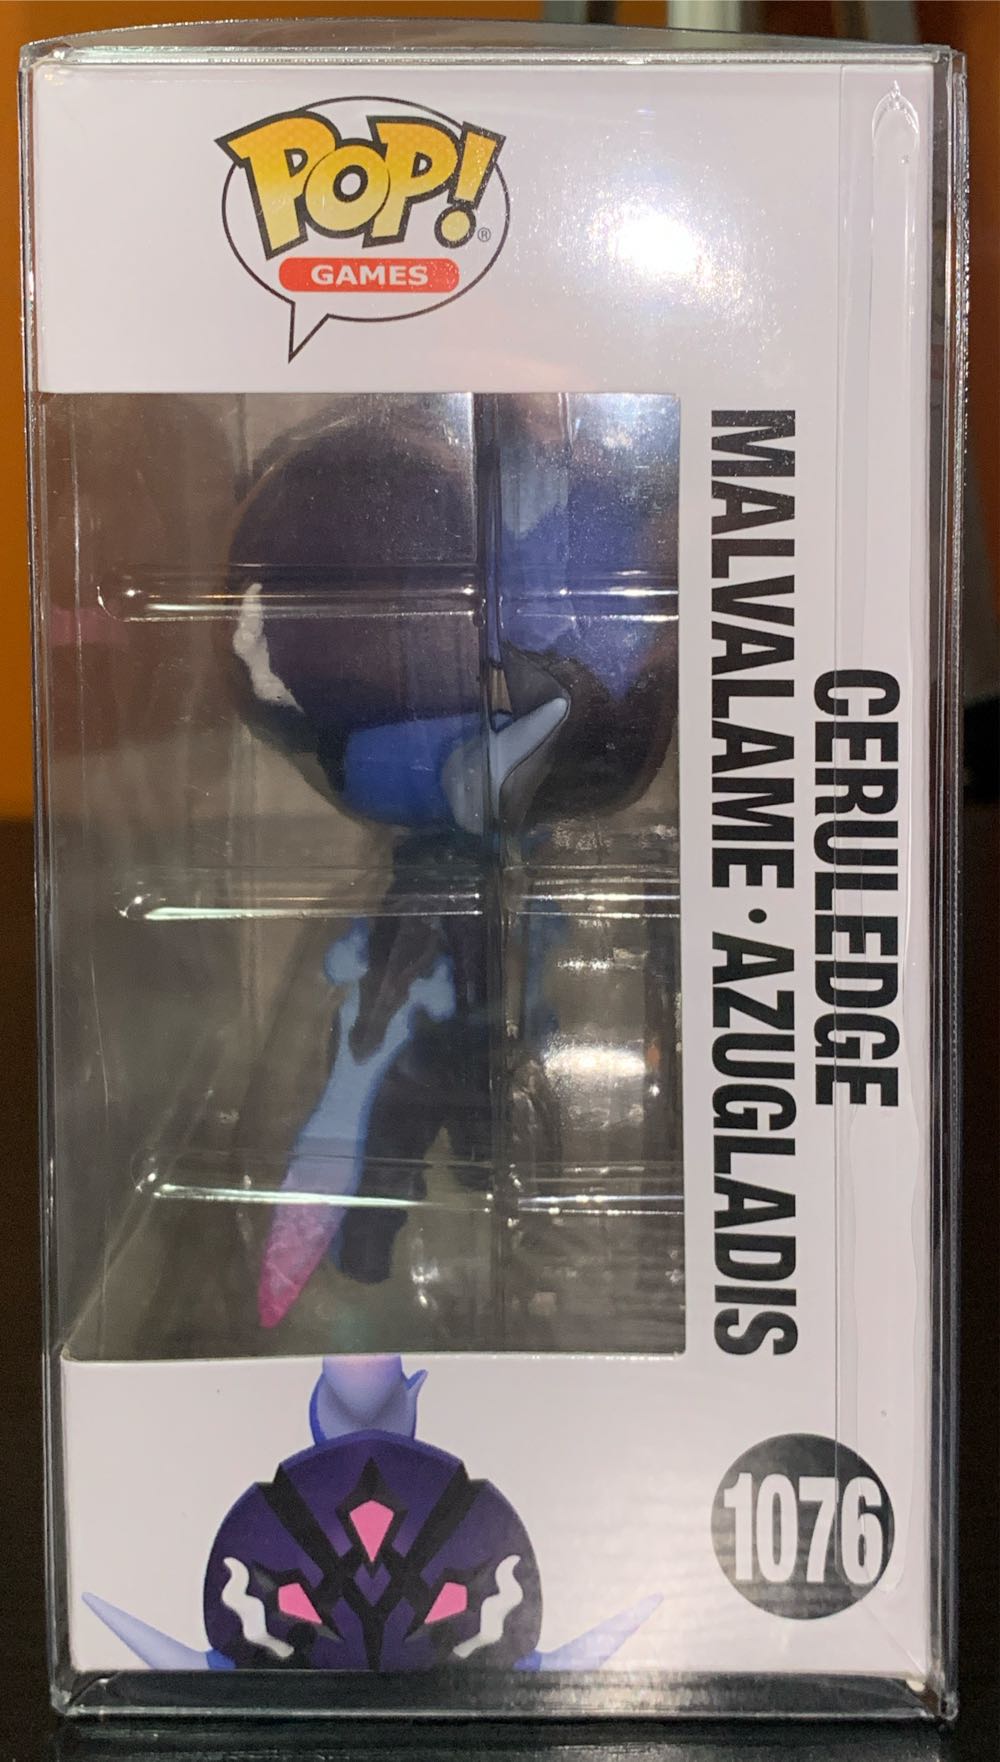 POP!®
GAMES
CERULEDGE
MALVALAME • AZUGLADIS
1076